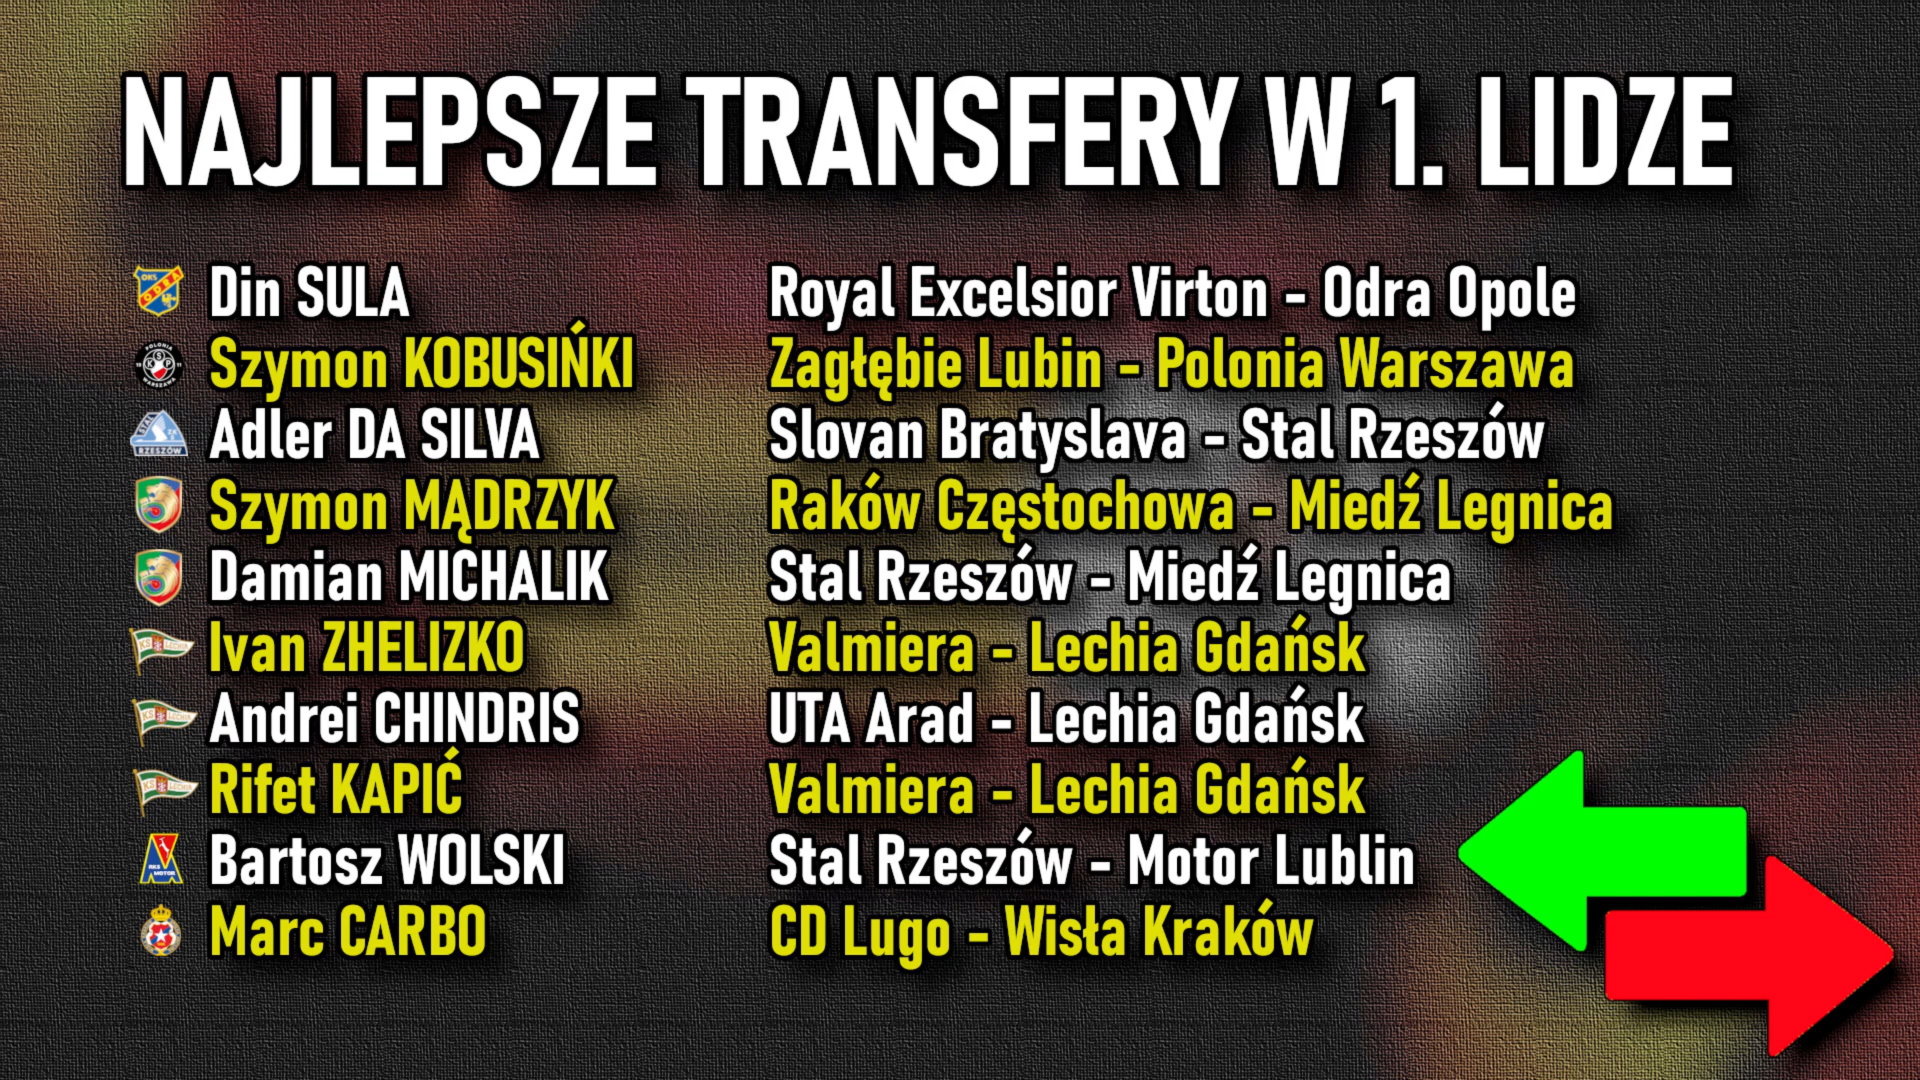 NAJLEPSZE TRANSFERY W 1. LIDZE
Din SULA Royal Excelsior Virton - Odra Opole
Szymon KOBUSIŃKI Zagłębie Lubin - Polonia Warszawa
Adler DA SILVA Slovan Bratyslava - Stal Rzeszów
Szymon MĄDRZYK Raków Częstochowa - Miedź Legnica
Damian MICHALIK Stal Rzeszów - Miedź Legnica
Ivan ZHELIZKO Valmiera - Lechia Gdańsk
Andrei CHINDRIS UTA Arad - Lechia Gdańsk
Rifet KAPIĆ Valmiera - Lechia Gdańsk
Bartosz WOLSKI Stal Rzeszów - Motor Lublin
Marc CARBO CD Lugo - Wisła Kraków